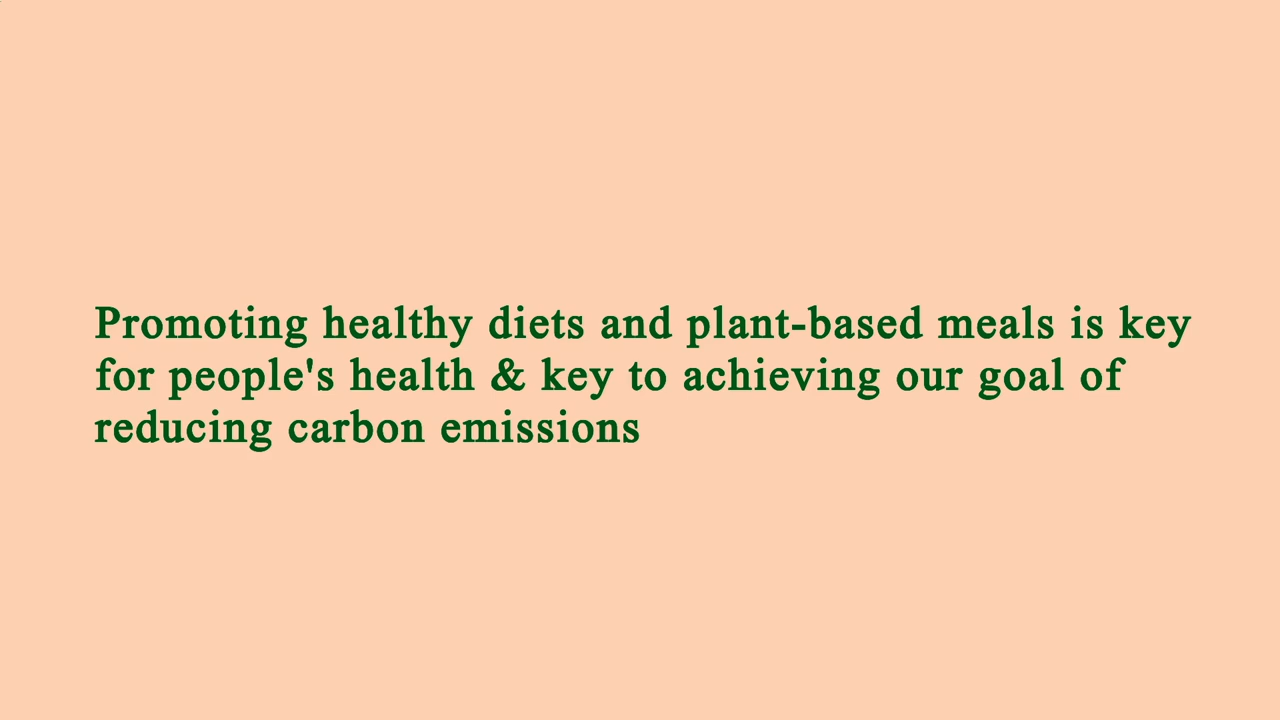 Promoting healthy diets and plant-based meals is key
for people's health & key to achieving our goal of
reducing carbon emissions